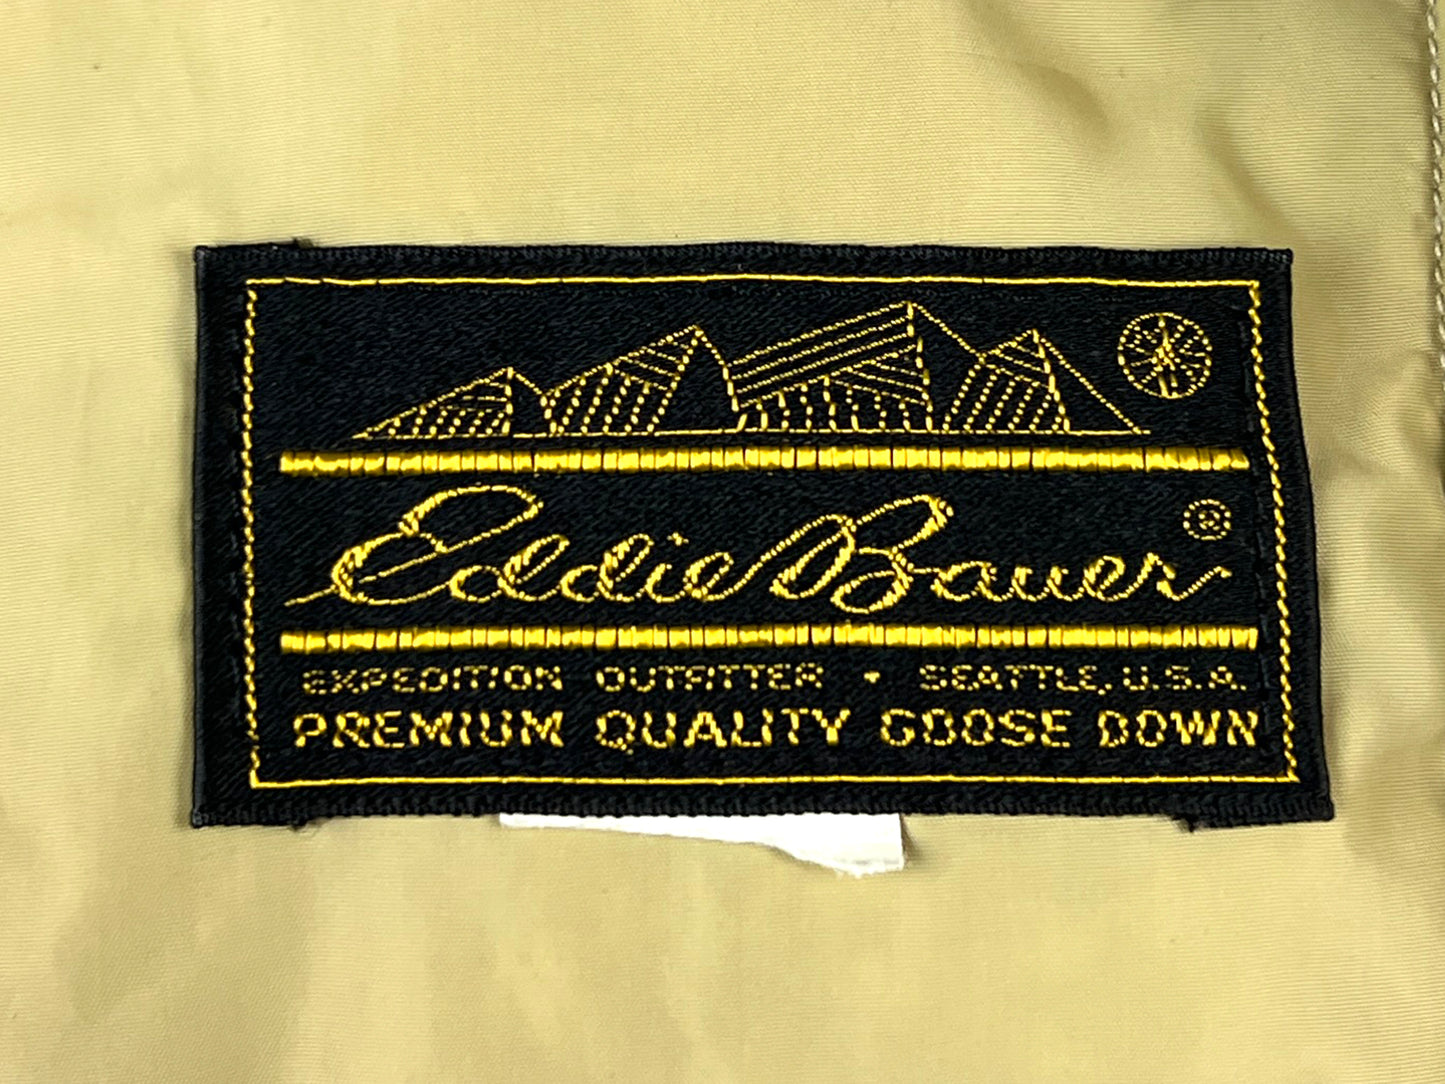 Eddie Bauer ®
EXPEDITION OUTFITTER • SEATTLE, U.S.A.
PREMIUM QUALITY GOOSE DOWN